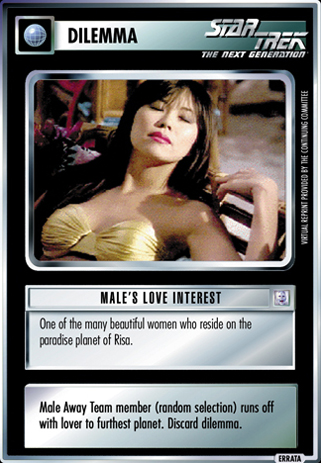 DILEMMA
STAR TREK
THE NEXT GENERATION®
VIRTUAL REPRINT PROVIDED BY THE CONTINUING COMMITTEE
MALE'S LOVE INTEREST
One of the many beautiful women who reside on the
paradise planet of Risa.
Male Away Team member (random selection) runs off
with lover to furthest planet. Discard dilemma.
ERRATA